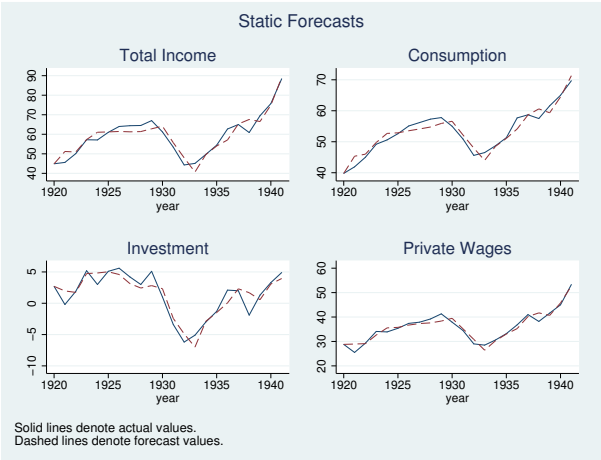 Static Forecasts
Total Income
90
80
70
60
50
40
1920 1925 1930 1935 1940
year
Consumption
70
60
50
40
1920 1925 1930 1935 1940
year
Investment
5
0
−5
−10
1920 1925 1930 1935 1940
year
Private Wages
60
50
40
30
20
1920 1925 1930 1935 1940
year
Solid lines denote actual values.
Dashed lines denote forecast values.